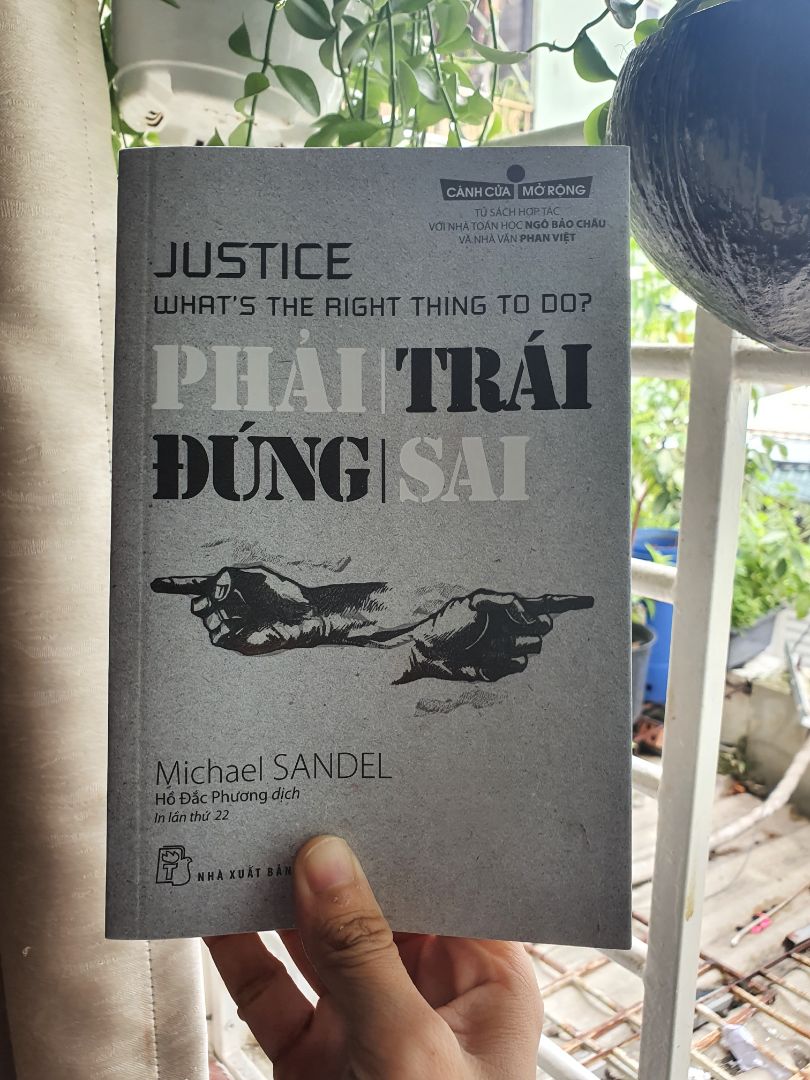 CÁNH CỬA MỞ RỘNG
TỦ SÁCH HỢP TÁC
VỚI NHÀ TOÁN HỌC NGÔ BẢO CHÂU
VÀ NHÀ VĂN PHAN VIỆT
JUSTICE
WHAT'S THE RIGHT THING TO DO?
PHẢI | TRÁI
ĐÚNG | SAI
Michael SANDEL
Hồ Đắc Phương dịch
In lần thứ 22
T
NHÀ XUẤT BẢN